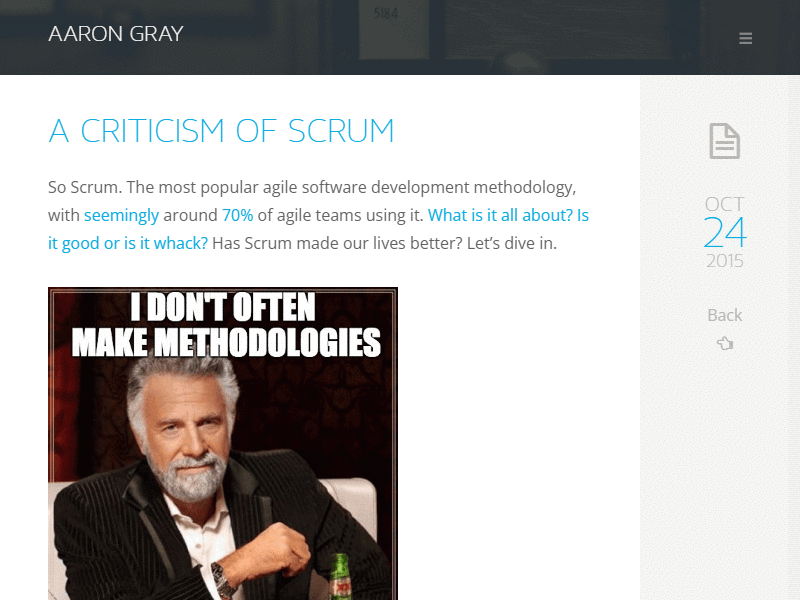 AARON GRAY
5184
A CRITICISM OF SCRUM
So Scrum. The most popular agile software development methodology,
with seemingly around 70% of agile teams using it. What is it all about? Is
it good or is it whack? Has Scrum made our lives better? Let’s dive in.
I DON'T OFTEN
MAKE METHODOLOGIES
OCT
24
2015
Back